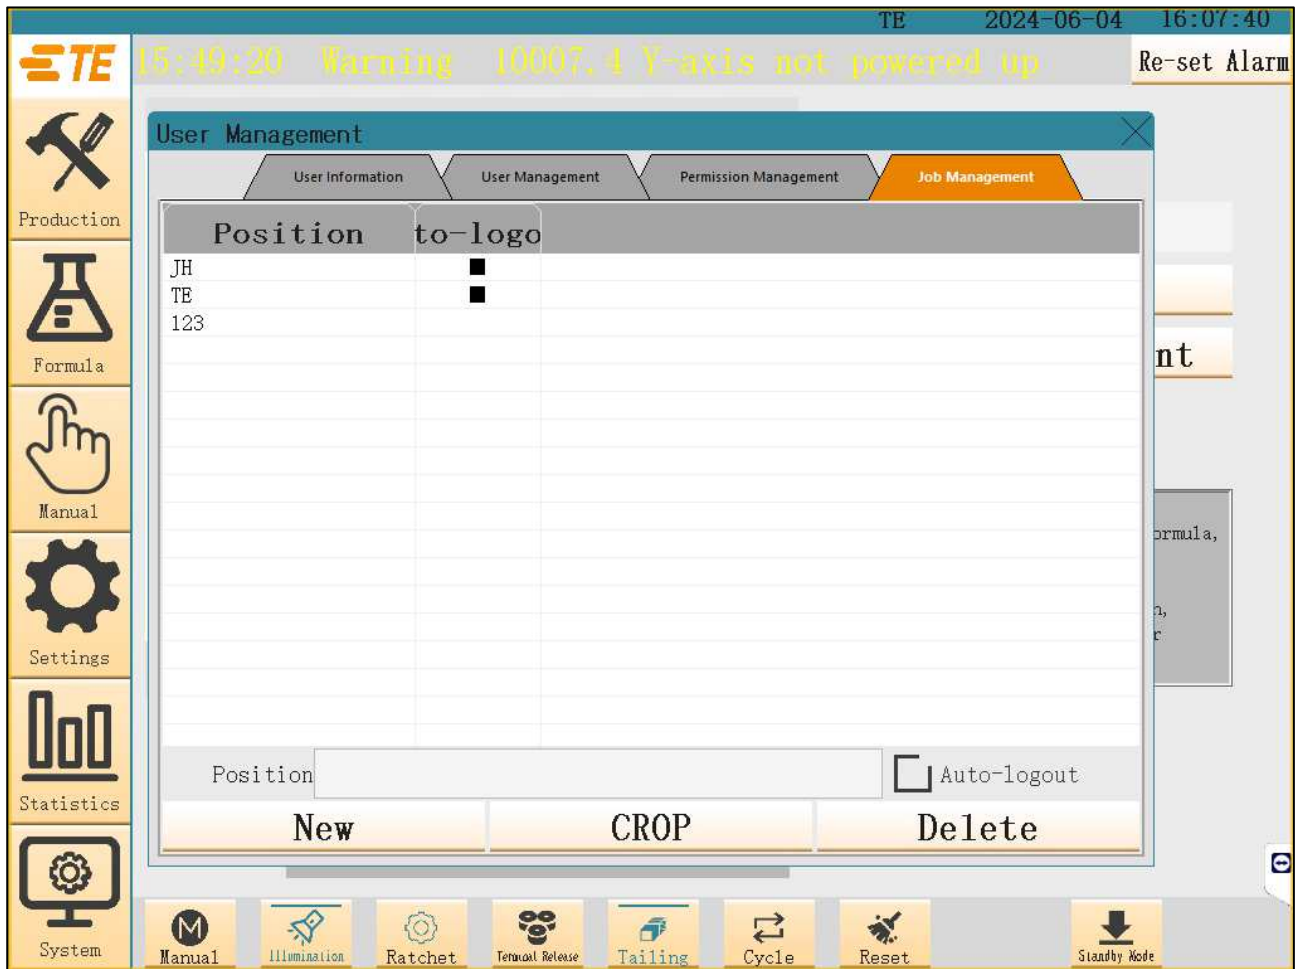 TE 2024-06-04 16:07:40
TE
15:49:20 Warning 10007.4 Y-axis not powered up
Re-set Alarm
User Management
User Information User Management Permission Management Job Management
Position to-logo
JH
TE
123
Position
Auto-logout
New CROP Delete
Production
Formula
Manual
Settings
Statistics
System
nt
ormula,
n,
r
M
Manual Illumination Ratchet Terminal Release Tailing Cycle Reset Standby Mode